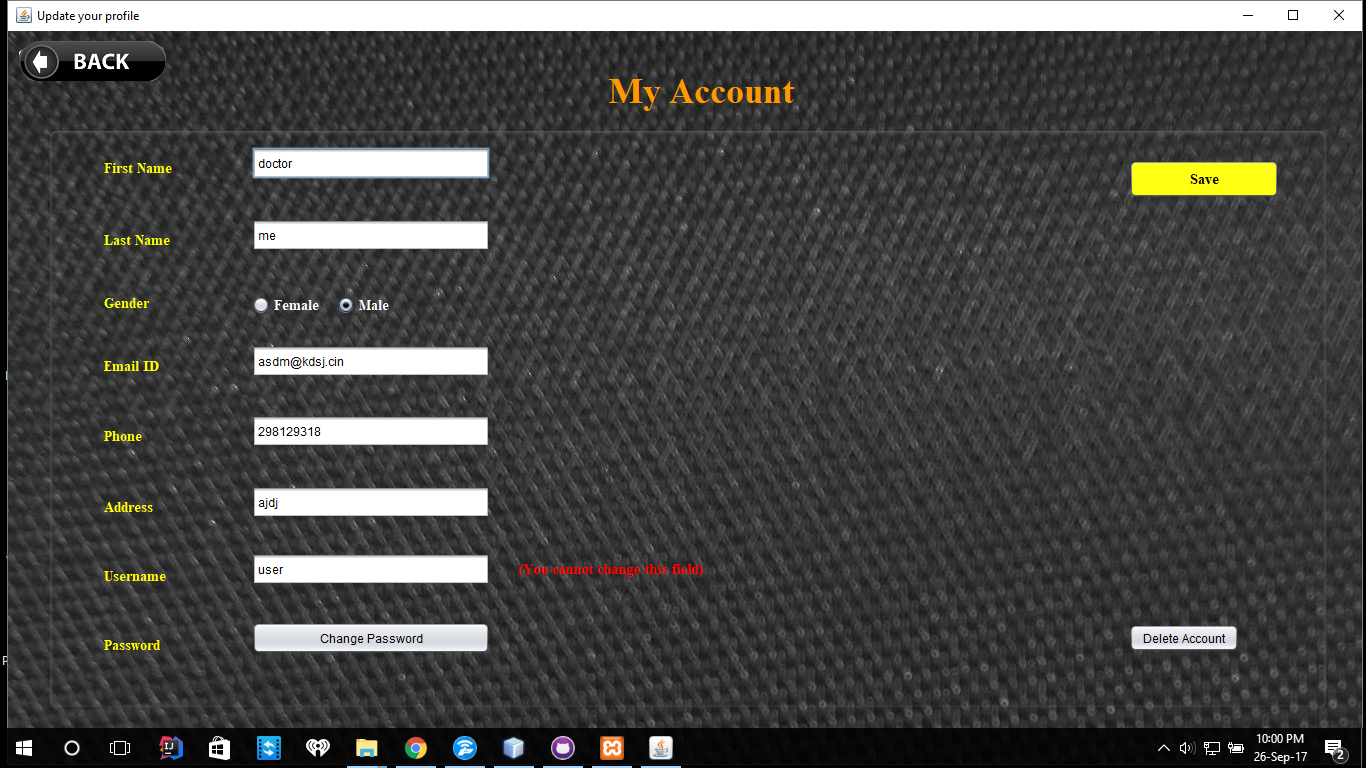 Update your profile
BACK
My Account
First Name doctor
Save
Last Name me
Gender Female Male
Email ID asdm@kdsj.cin
Phone 298129318
Address ajdj
Username user (You cannot change this field)
Password Change Password Delete Account
10:00 PM
26-Sep-17
2